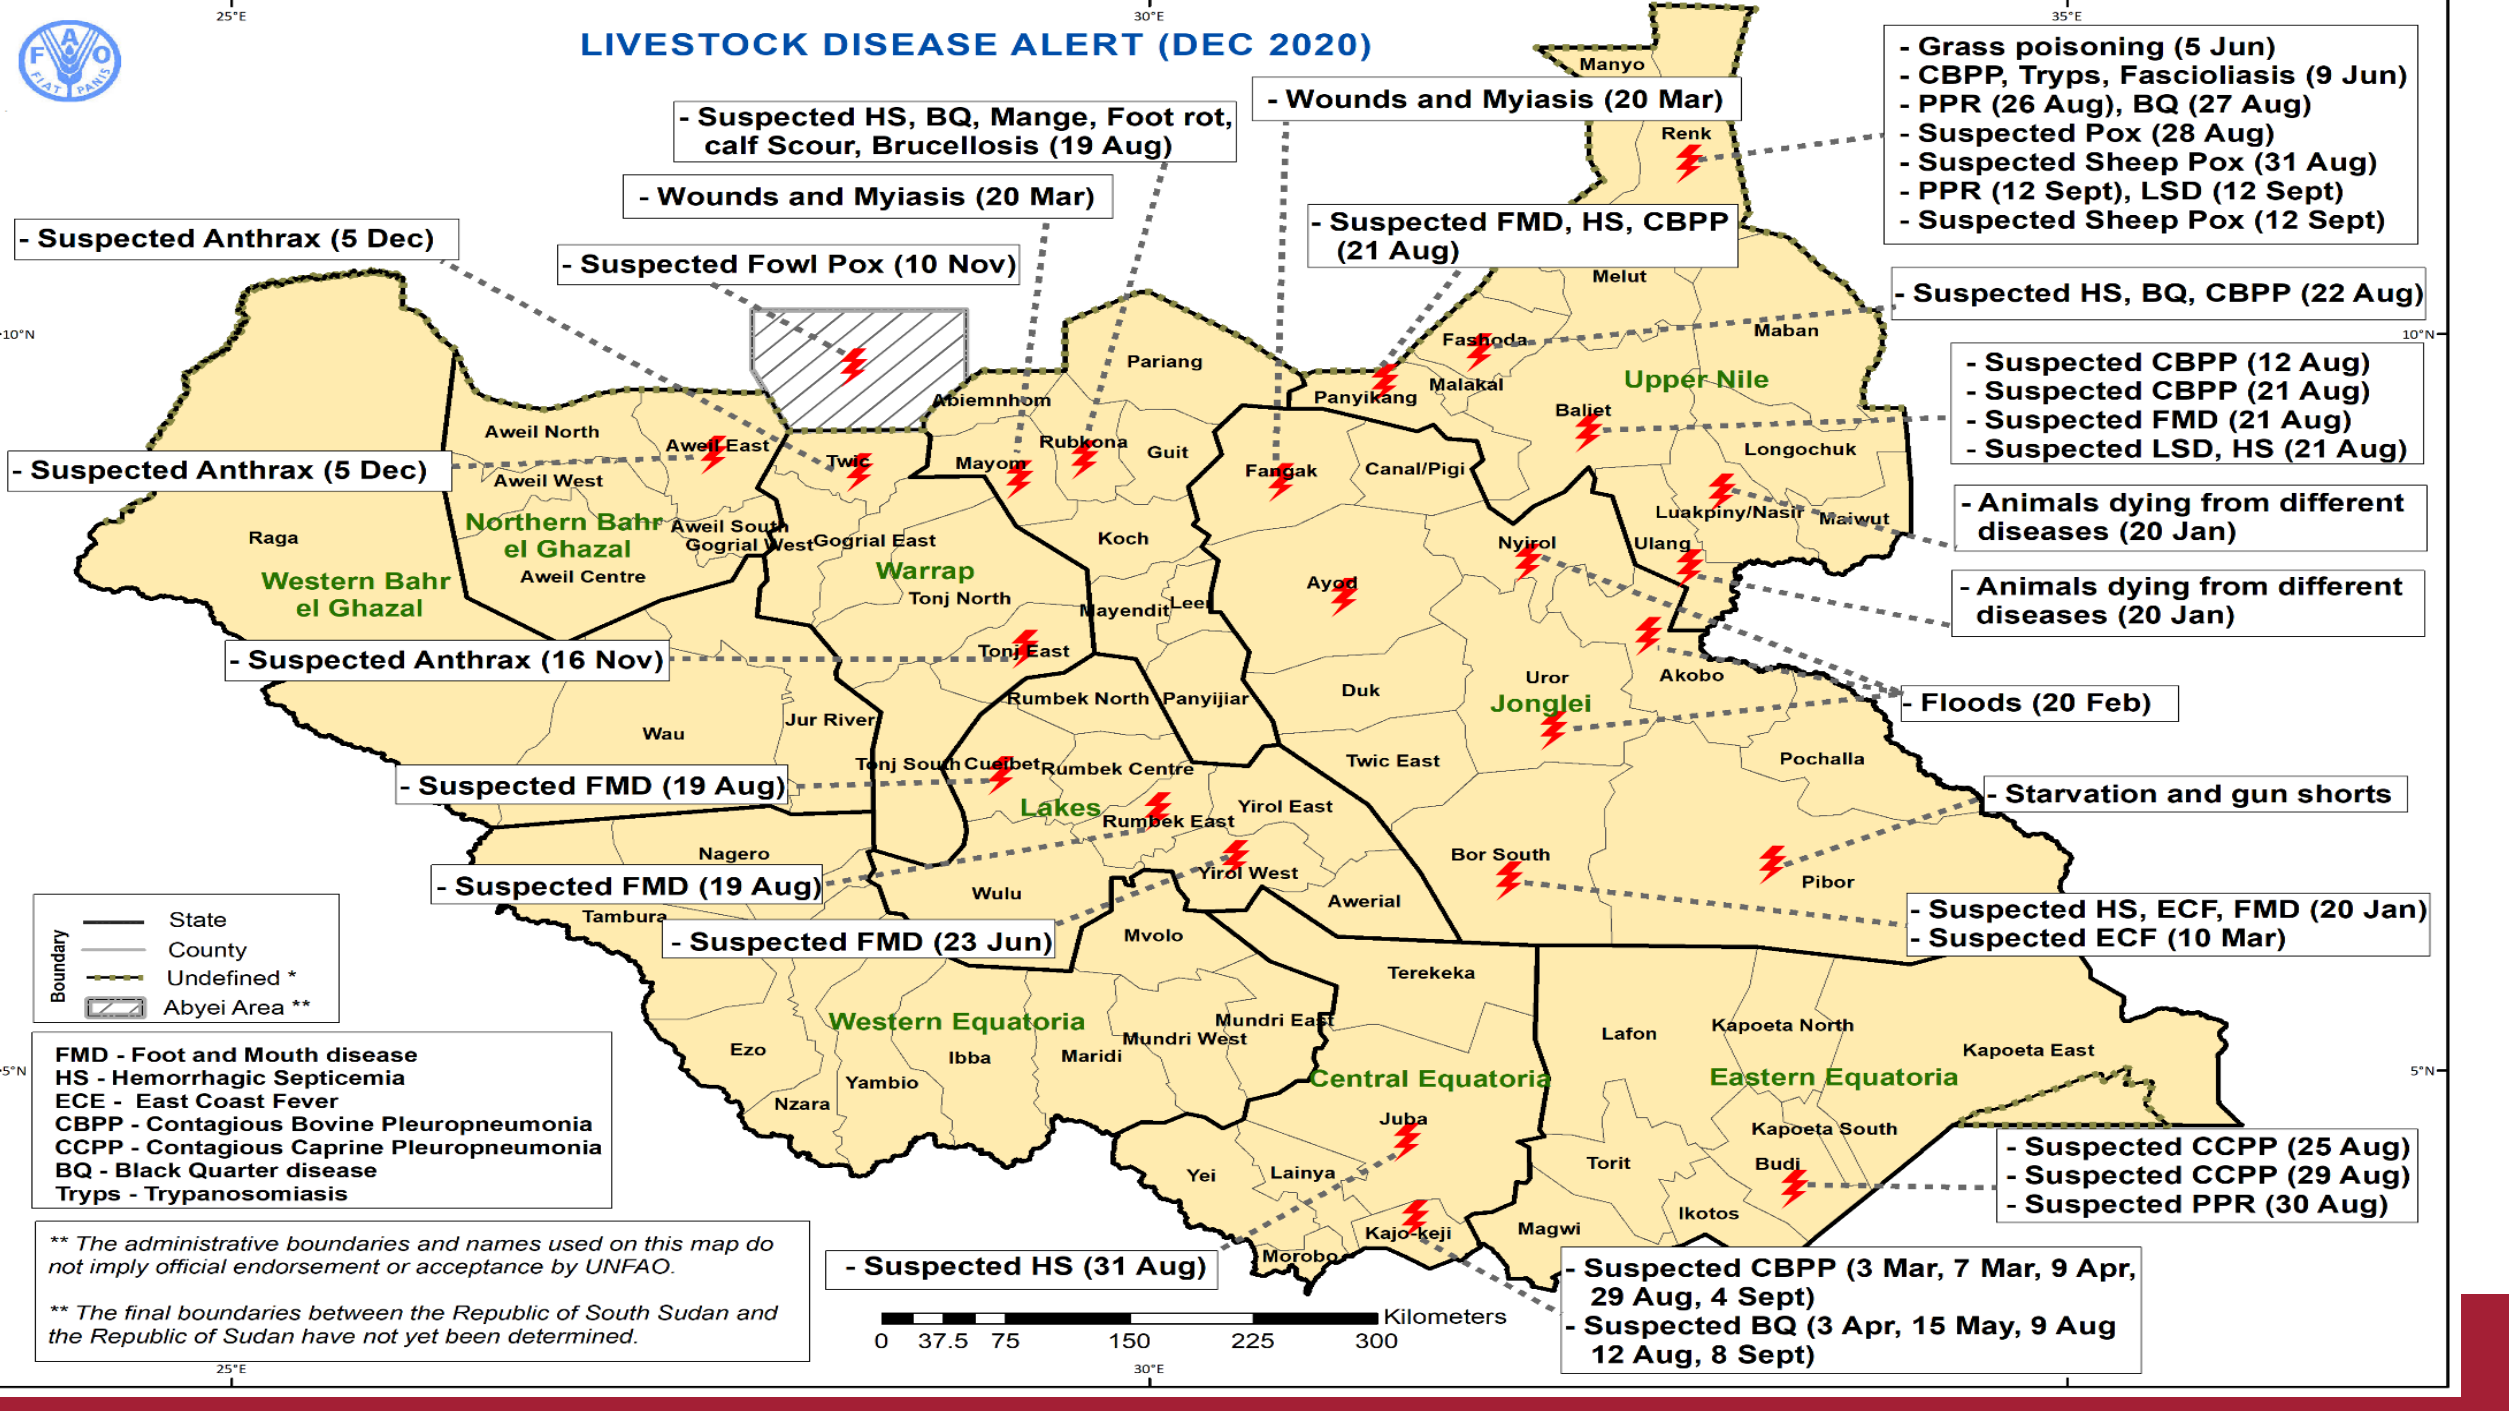 25°E
30°E
35°E
F A O
FIAT PANIS
LIVESTOCK DISEASE ALERT (DEC 2020)
- Grass poisoning (5 Jun)
- CBPP, Tryps, Fascioliasis (9 Jun)
- PPR (26 Aug), BQ (27 Aug)
- Suspected Pox (28 Aug)
- Suspected Sheep Pox (31 Aug)
- PPR (12 Sept), LSD (12 Sept)
- Suspected Sheep Pox (12 Sept)
Manyo
- Wounds and Myiasis (20 Mar)
- Suspected HS, BQ, Mange, Foot rot,
calf Scour, Brucellosis (19 Aug)
Renk
- Wounds and Myiasis (20 Mar)
- Suspected FMD, HS, CBPP
(21 Aug)
- Suspected Anthrax (5 Dec)
- Suspected Fowl Pox (10 Nov)
Melut
- Suspected HS, BQ, CBPP (22 Aug)
10°N
10°N
Fashoda
Maban
Pariang
- Suspected CBPP (12 Aug)
- Suspected CBPP (21 Aug)
- Suspected FMD (21 Aug)
- Suspected LSD, HS (21 Aug)
Upper Nile
Malakal
Panyikang
Abiemnhom
Baliet
Aweil North
Aweil East
Rubkona
Guit
Longochuk
Twic
Mayom
Fangak
Canal/Pigi
- Suspected Anthrax (5 Dec)
Aweil West
- Animals dying from different
diseases (20 Jan)
Luakpiny/Nasir
Maiwut
Northern Bahr
el Ghazal
Aweil South
Raga
Gogrial West
Gogrial East
Koch
Nyirol
Ulang
Western Bahr
el Ghazal
Aweil Centre
Warrap
Ayod
- Animals dying from different
diseases (20 Jan)
Tonj North
Mayendit
Leer
- Suspected Anthrax (16 Nov)
Tonj East
Uror
Akobo
Duk
Rumbek North
Panyijiar
Jonglei
- Floods (20 Feb)
Jur River
Wau
Twic East
Pochalla
Tonj South
Cueibet
Rumbek Centre
- Suspected FMD (19 Aug)
- Starvation and gun shorts
Lakes
Yirol East
Rumbek East
Nagero
Bor South
Yirol West
Pibor
- Suspected FMD (19 Aug)
Wulu
Awerial
- Suspected HS, ECF, FMD (20 Jan)
- Suspected ECF (10 Mar)
Tambura
- Suspected FMD (23 Jun)
Mvolo
Boundary
State
County
Undefined *
Abyei Area **
Terekeka
Western Equatoria
Mundri East
Mundri West
Lafon
Kapoeta North
Kapoeta East
Ezo
Ibba
Maridi
5°N
5°N
Central Equatoria
Eastern Equatoria
Yambio
Nzara
FMD - Foot and Mouth disease
HS - Hemorrhagic Septicemia
ECE - East Coast Fever
CBPP - Contagious Bovine Pleuropneumonia
CCPP - Contagious Caprine Pleuropneumonia
BQ - Black Quarter disease
Tryps - Trypanosomiasis
Juba
Kapoeta South
- Suspected CCPP (25 Aug)
- Suspected CCPP (29 Aug)
- Suspected PPR (30 Aug)
Yei
Lainya
Torit
Budi
Ikotos
Magwi
Kajo-keji
Morobo
** The administrative boundaries and names used on this map do
not imply official endorsement or acceptance by UNFAO.
** The final boundaries between the Republic of South Sudan and
the Republic of Sudan have not yet been determined.
- Suspected HS (31 Aug)
- Suspected CBPP (3 Mar, 7 Mar, 9 Apr,
29 Aug, 4 Sept)
- Suspected BQ (3 Apr, 15 May, 9 Aug
12 Aug, 8 Sept)
Kilometers
0 37.5 75 150 225 300
25°E
30°E